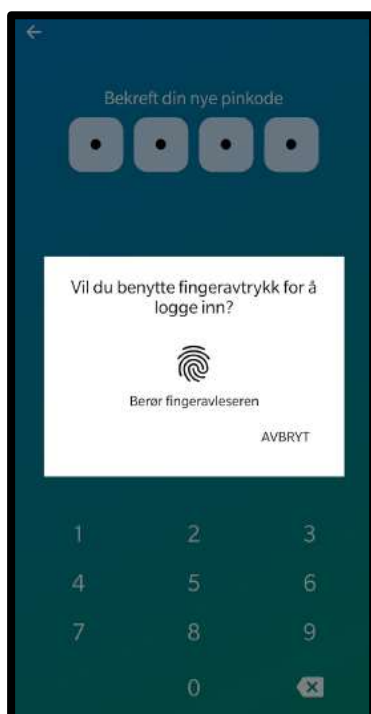 Bekreft din nye pinkode
Vil du benytte fingeravtrykk for å
logge inn?
Berør fingeravleseren
AVBRYT
1 2 3
4 5 6
7 8 9
0